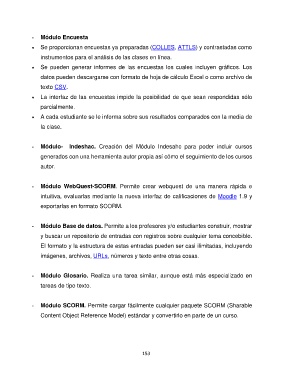 - Módulo Encuesta
• Se proporcionan encuestas ya preparadas (COLLES, ATTLS) y contrastadas como
instrumentos para el análisis de las clases en línea.
• Se pueden generar informes de las encuestas los cuales incluyen gráficos. Los
datos pueden descargarse con formato de hoja de cálculo Excel o como archivo de
texto CSV.
• La interfaz de las encuestas impide la posibilidad de que sean respondidas sólo
parcialmente.
• A cada estudiante se le informa sobre sus resultados comparados con la media de
la clase.
- Módulo- Indeshac. Creación del Módulo Indesahc para poder incluir cursos
generados con una herramienta autor propia así cómo el seguimiento de los cursos
autor.
- Módulo WebQuest-SCORM. Permite crear webquest de una manera rápida e
intuitiva, evaluarlas mediante la nueva interfaz de calificaciones de Moodle 1.9 y
exportarlas en formato SCORM.
- Módulo Base de datos. Permite a los profesores y/o estudiantes construir, mostrar
y buscar un repositorio de entradas con registros sobre cualquier tema concebible.
El formato y la estructura de estas entradas pueden ser casi ilimitadas, incluyendo
imágenes, archivos, URLs, números y texto entre otras cosas.
- Módulo Glosario. Realiza una tarea similar, aunque está más especializado en
tareas de tipo texto.
- Módulo SCORM. Permite cargar fácilmente cualquier paquete SCORM (Sharable
Content Object Reference Model) estándar y convertirlo en parte de un curso.
153